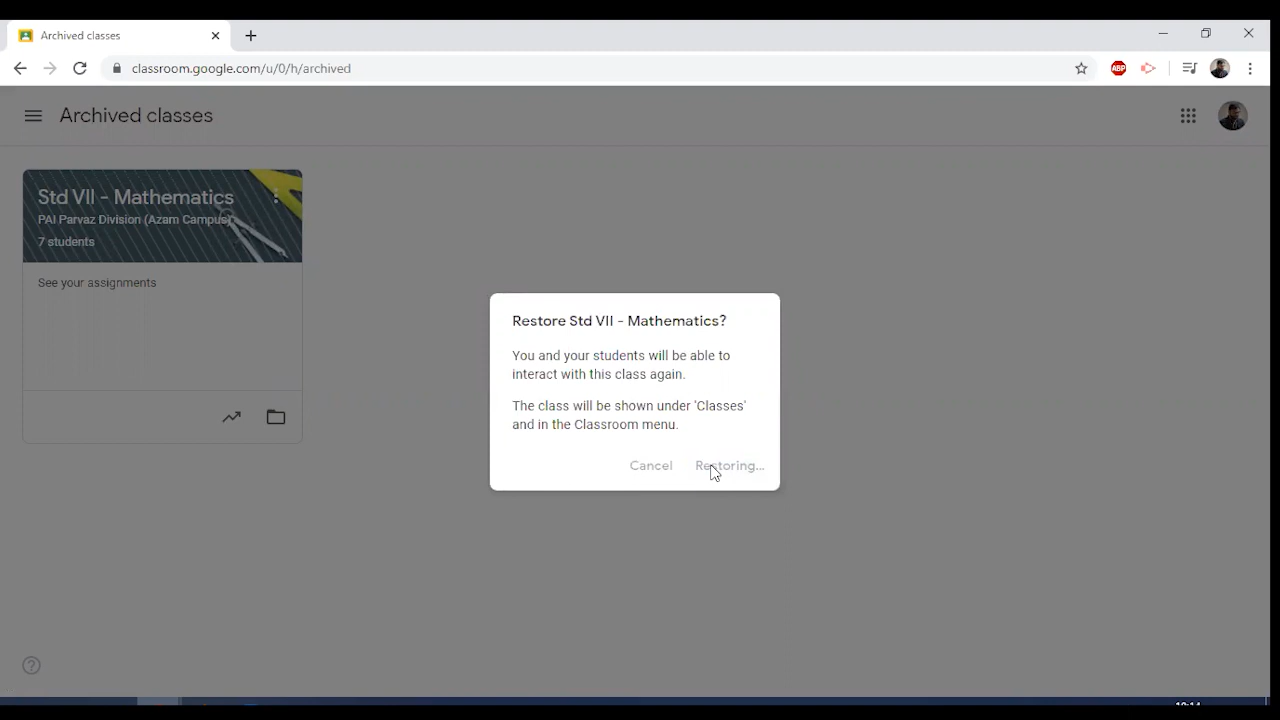 Archived classes
classroom.google.com/u/0/h/archived
ABP
Archived classes
Std VII - Mathematics
PAI Parvaz Division (Azam Campus)
7 students
See your assignments
Restore Std VII - Mathematics?
You and your students will be able to
interact with this class again.
The class will be shown under 'Classes'
and in the Classroom menu.
Cancel Restoring...